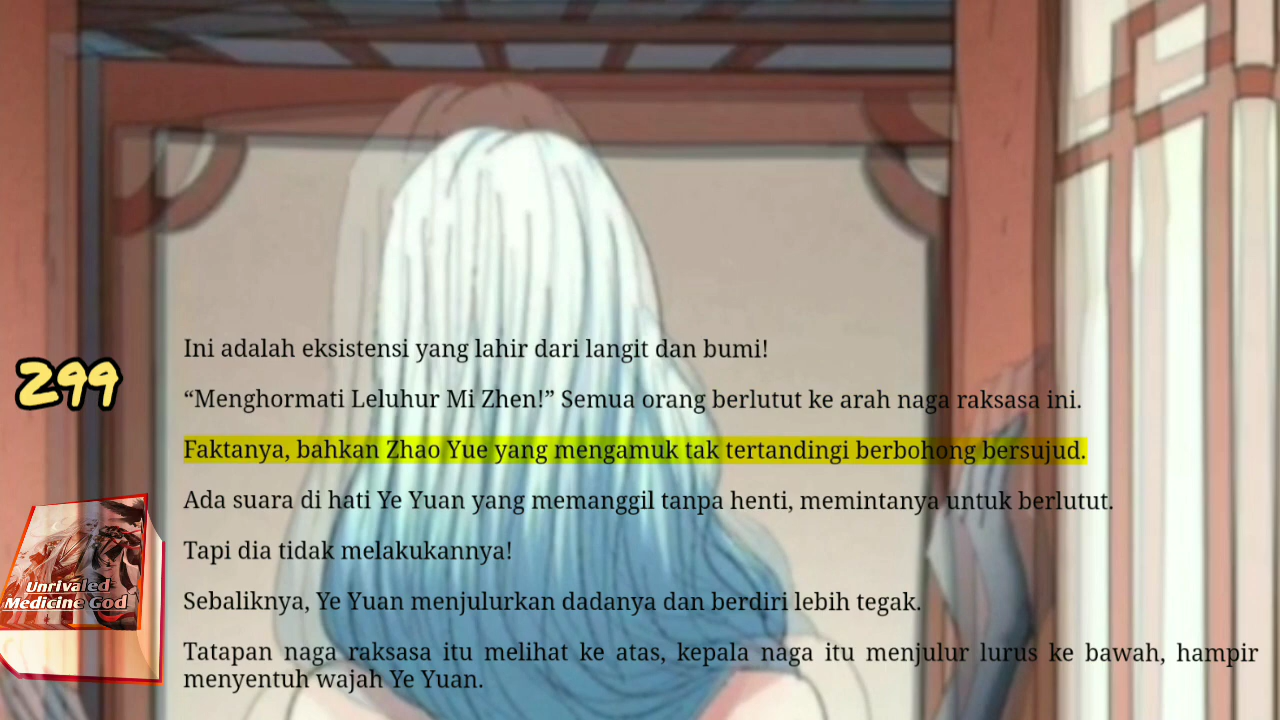 Ini adalah eksistensi yang lahir dari langit dan bumi!
299
“Menghormati Leluhur Mi Zhen!” Semua orang berlutut ke arah naga raksasa ini.
Faktanya, bahkan Zhao Yue yang mengamuk tak tertandingi berbohong bersujud.
Ada suara di hati Ye Yuan yang memanggil tanpa henti, memintanya untuk berlutut.
Tapi dia tidak melakukannya!
Unrivaled
Medicine God
Sebaliknya, Ye Yuan menjulurkan dadanya dan berdiri lebih tegak.
Tatapan naga raksasa itu melihat ke atas, kepala naga itu menjulur lurus ke bawah, hampir
menyentuh wajah Ye Yuan.